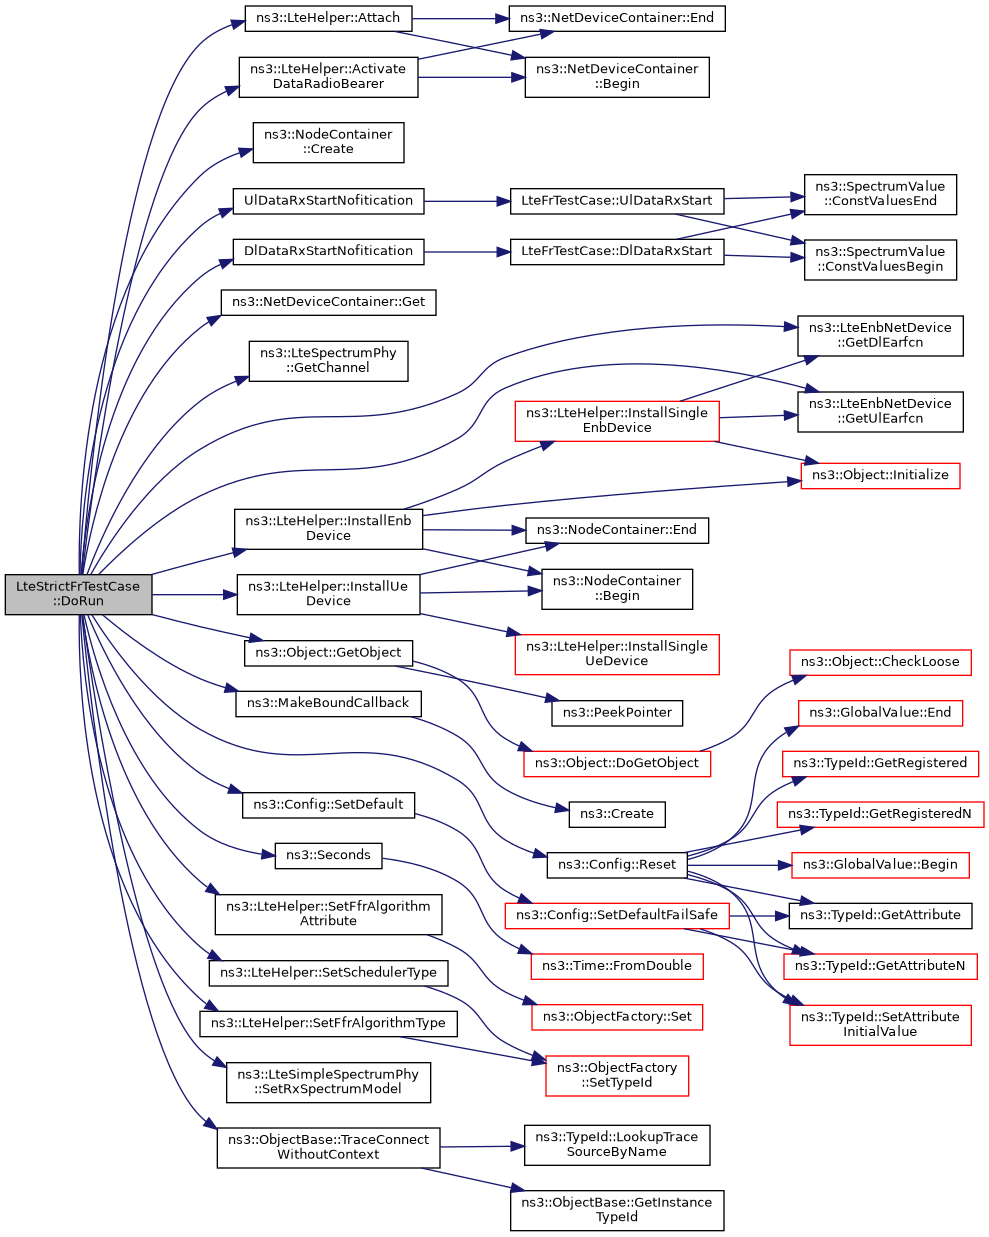 LteStrictFrTestCase
::DoRun
ns3::LteHelper::Attach
ns3::LteHelper::Activate
DataRadioBearer
ns3::NodeContainer
::Create
UlDataRxStartNofitication
DlDataRxStartNofitication
ns3::NetDeviceContainer::Get
ns3::LteSpectrumPhy
::GetChannel
ns3::LteHelper::InstallEnb
Device
ns3::LteHelper::InstallUe
Device
ns3::Object::GetObject
ns3::MakeBoundCallback
ns3::Config::SetDefault
ns3::Seconds
ns3::LteHelper::SetFfrAlgorithm
Attribute
ns3::LteHelper::SetSchedulerType
ns3::LteHelper::SetFfrAlgorithmType
ns3::LteSimpleSpectrumPhy
::SetRxSpectrumModel
ns3::ObjectBase::TraceConnect
WithoutContext
ns3::NetDeviceContainer::End
ns3::NetDeviceContainer
::Begin
LteFrTestCase::UlDataRxStart
LteFrTestCase::DlDataRxStart
ns3::LteHelper::InstallSingle
EnbDevice
ns3::NodeContainer::End
ns3::NodeContainer
::Begin
ns3::LteHelper::InstallSingle
UeDevice
ns3::PeekPointer
ns3::Object::DoGetObject
ns3::Create
ns3::Config::Reset
ns3::Config::SetDefaultFailSafe
ns3::Time::FromDouble
ns3::ObjectFactory::Set
ns3::ObjectFactory
::SetTypeId
ns3::TypeId::LookupTrace
SourceByName
ns3::ObjectBase::GetInstance
TypeId
ns3::SpectrumValue
::ConstValuesEnd
ns3::SpectrumValue
::ConstValuesBegin
ns3::LteEnbNetDevice
::GetDlEarfcn
ns3::LteEnbNetDevice
::GetUlEarfcn
ns3::Object::Initialize
ns3::Object::CheckLoose
ns3::GlobalValue::End
ns3::TypeId::GetRegistered
ns3::TypeId::GetRegisteredN
ns3::GlobalValue::Begin
ns3::TypeId::GetAttribute
ns3::TypeId::GetAttributeN
ns3::TypeId::SetAttribute
InitialValue